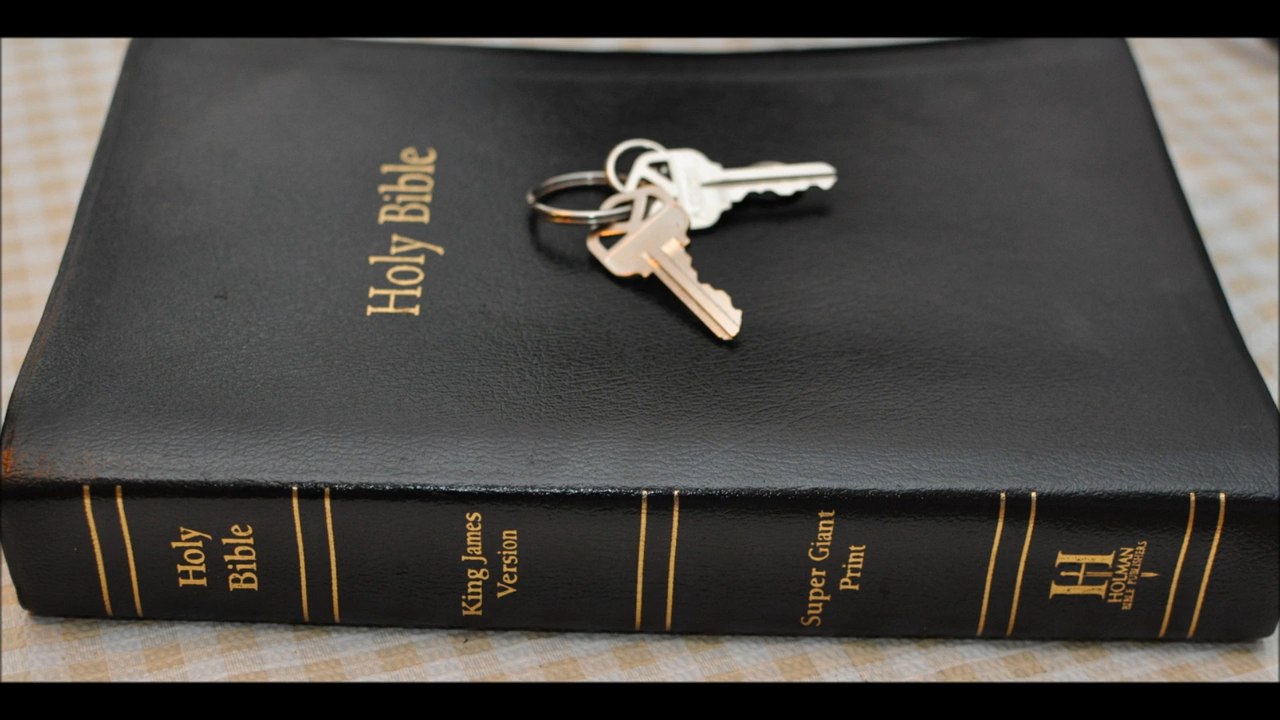 Holy Bible
Holy
Bible
King James
Version
Super Giant
Print
HOLMAN
BIBLE PUBLISHERS